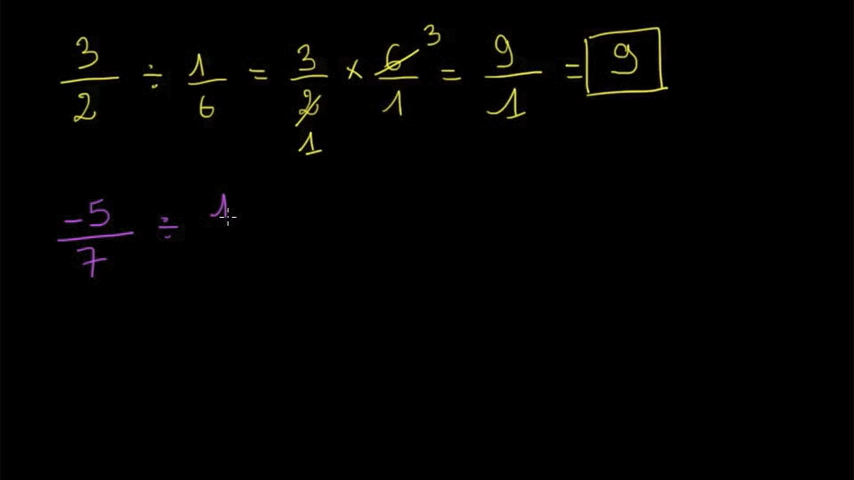 3/2 ÷ 1/6 = 3/2 × 6/1 = 9/1 = 9
3
1
-5/7 ÷ 1